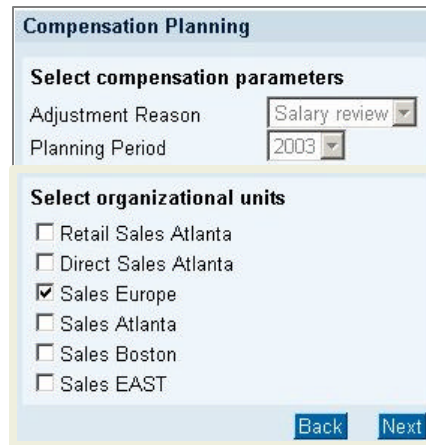 Compensation Planning
Select compensation parameters
Adjustment Reason Salary review
Planning Period 2003
Select organizational units
Retail Sales Atlanta
Direct Sales Atlanta
Sales Europe
Sales Atlanta
Sales Boston
Sales EAST
Back Next